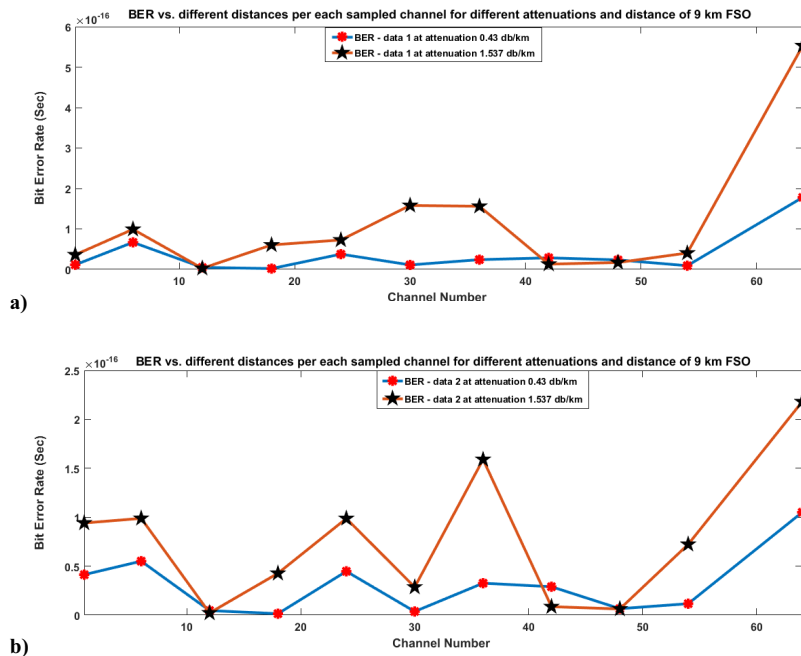 BER vs. different distances per each sampled channel for different attenuations and distance of 9 km FSO
×10^-16
BER - data 1 at attenuation 0.43 db/km
BER - data 1 at attenuation 1.537 db/km
6
5
4
3
2
1
0
Bit Error Rate (Sec)
10 20 30 40 50 60
Channel Number
a)
BER vs. different distances per each sampled channel for different attenuations and distance of 9 km FSO
×10^-16
BER - data 2 at attenuation 0.43 db/km
BER - data 2 at attenuation 1.537 db/km
2.5
2
1.5
1
0.5
0
Bit Error Rate (Sec)
10 20 30 40 50 60
Channel Number
b)